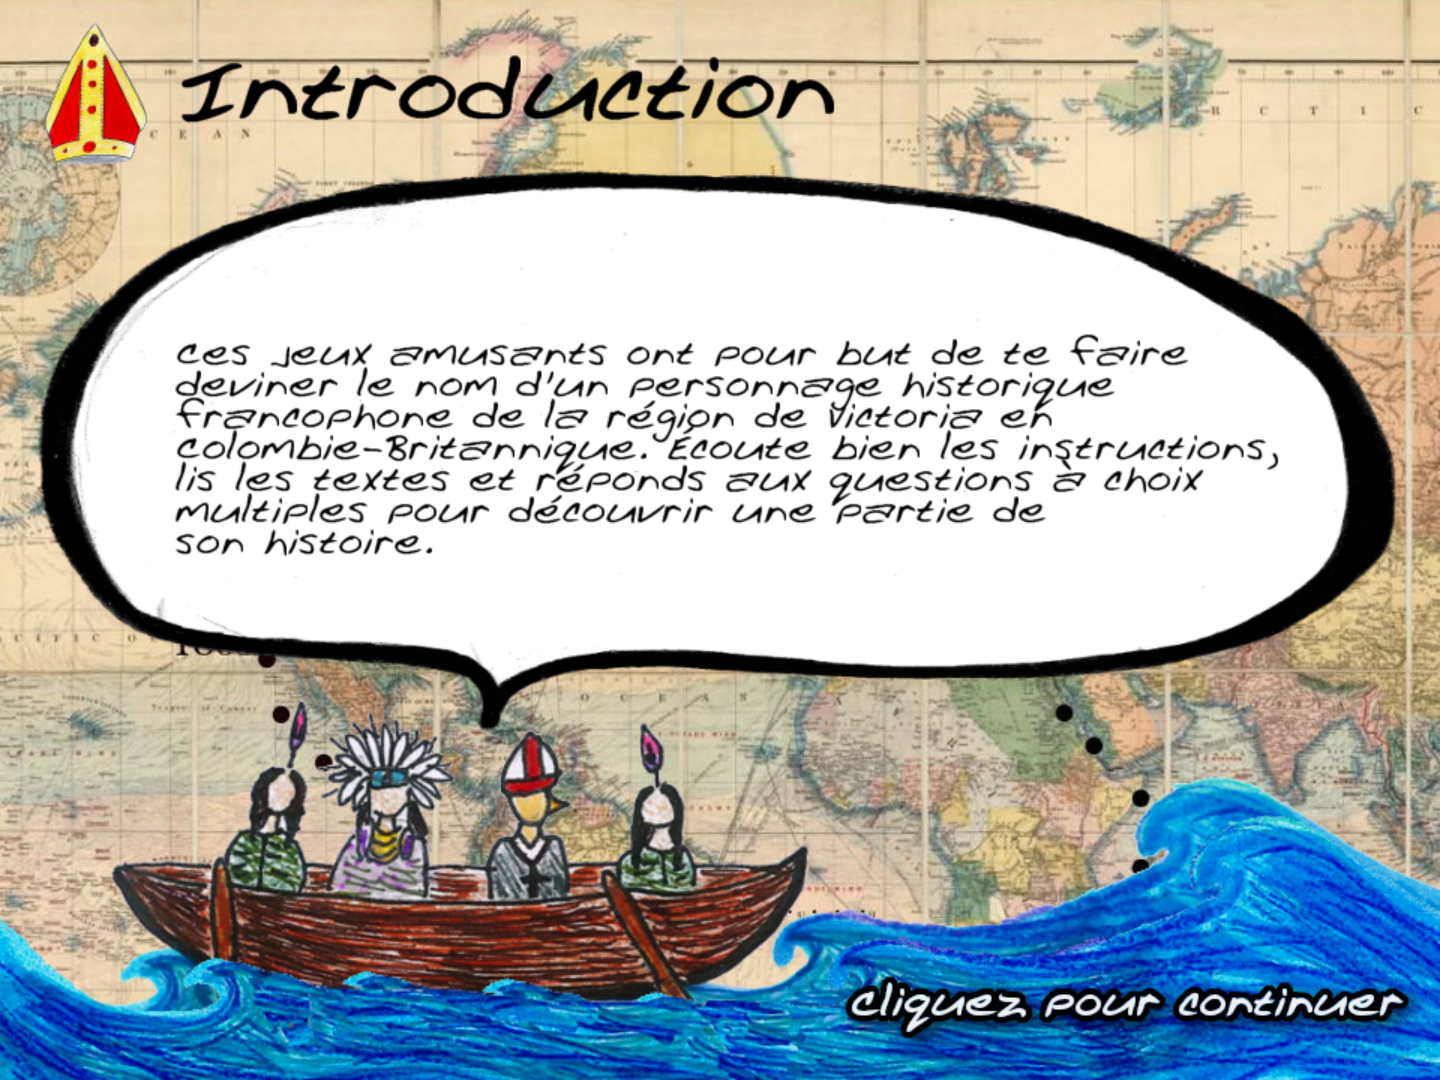 Introduction
Ces jeux amusants ont pour but de te faire
deviner le nom d'un personnage historique
francophone de la région de Victoria en
Colombie-Britannique. Écoute bien les instructions,
lis les textes et réponds aux questions à choix
multiples pour découvrir une partie de
son histoire.
cliquez pour continuer